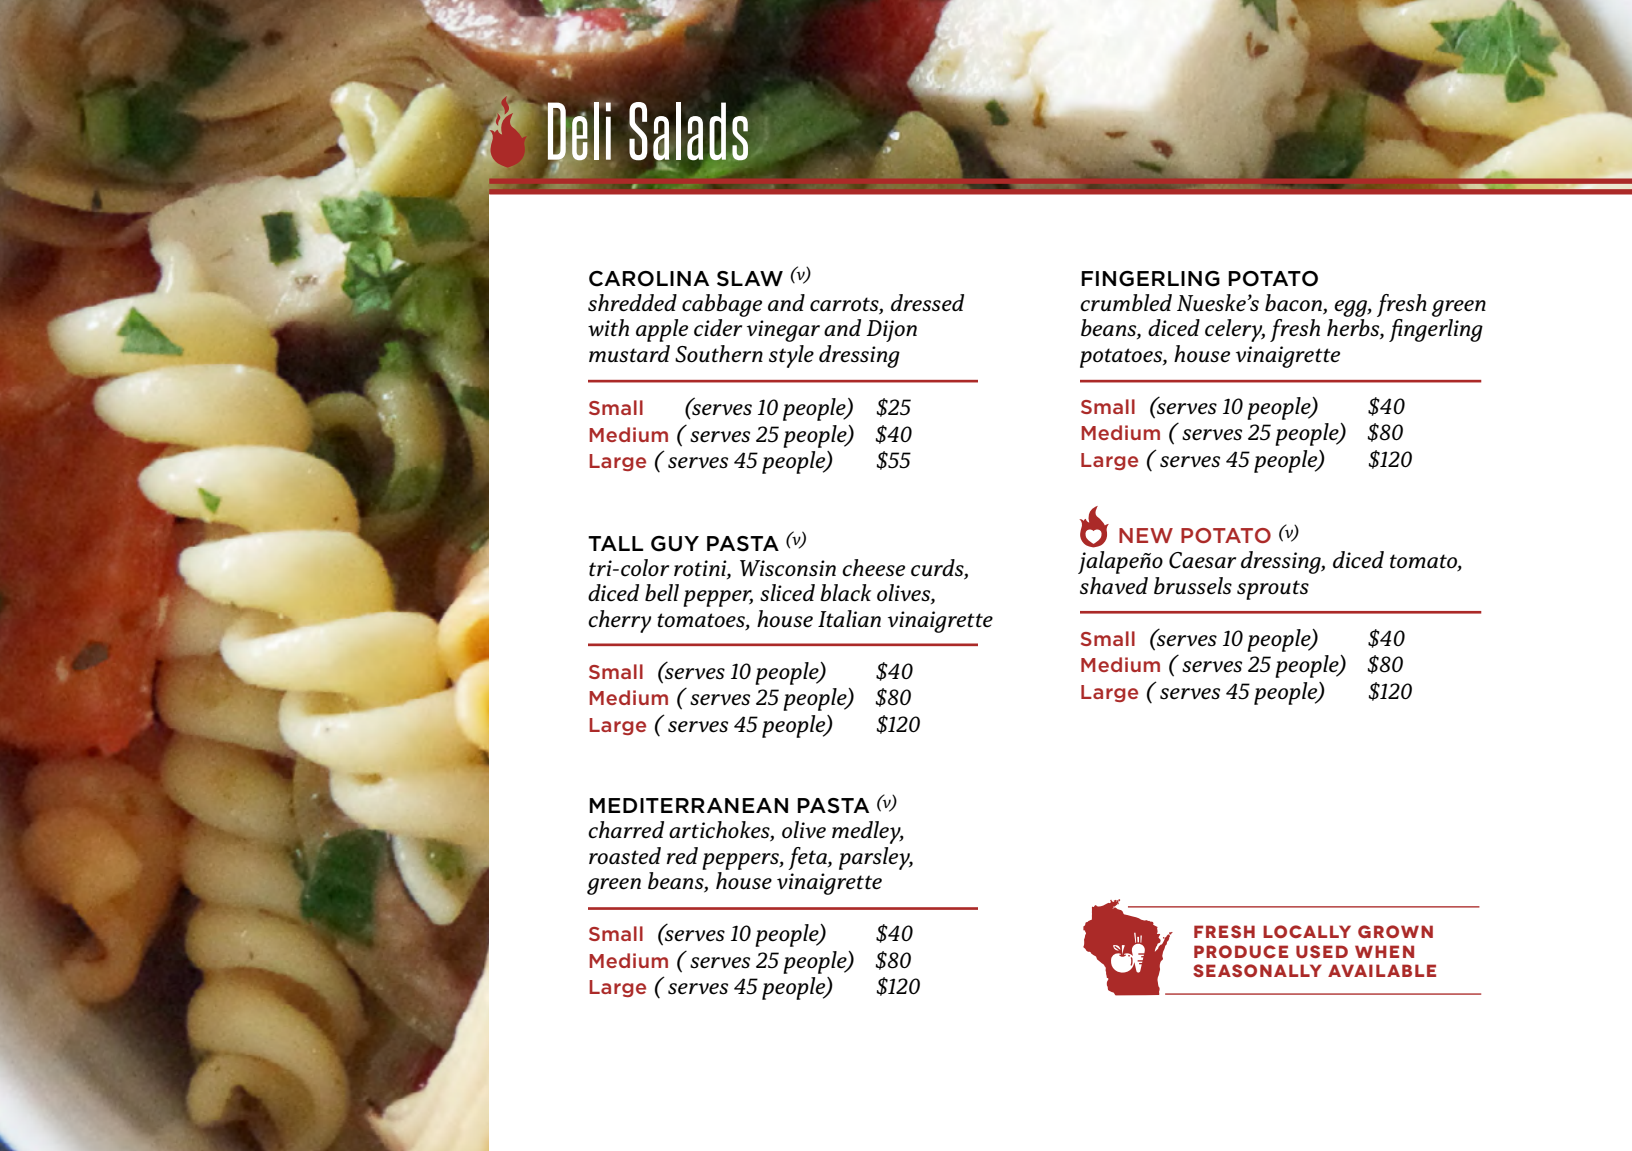 Deli Salads
CAROLINA SLAW (v)
shredded cabbage and carrots, dressed
with apple cider vinegar and Dijon
mustard Southern style dressing
Small (serves 10 people) $25
Medium ( serves 25 people) $40
Large ( serves 45 people) $55
TALL GUY PASTA (v)
tri-color rotini, Wisconsin cheese curds,
diced bell pepper, sliced black olives,
cherry tomatoes, house Italian vinaigrette
Small (serves 10 people) $40
Medium ( serves 25 people) $80
Large ( serves 45 people) $120
MEDITERRANEAN PASTA (v)
charred artichokes, olive medley,
roasted red peppers, feta, parsley,
green beans, house vinaigrette
Small (serves 10 people) $40
Medium ( serves 25 people) $80
Large ( serves 45 people) $120
FINGERLING POTATO
crumbled Nueske’s bacon, egg, fresh green
beans, diced celery, fresh herbs, fingerling
potatoes, house vinaigrette
Small (serves 10 people) $40
Medium ( serves 25 people) $80
Large ( serves 45 people) $120
NEW POTATO (v)
jalapeño Caesar dressing, diced tomato,
shaved brussels sprouts
Small (serves 10 people) $40
Medium ( serves 25 people) $80
Large ( serves 45 people) $120
FRESH LOCALLY GROWN
PRODUCE USED WHEN
SEASONALLY AVAILABLE